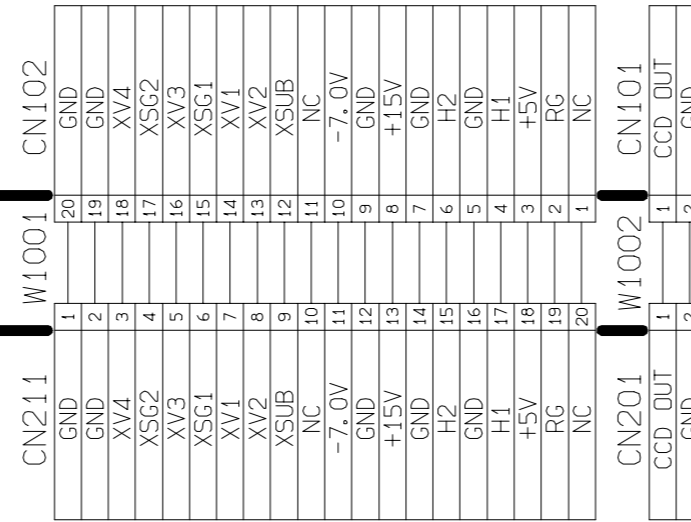 CN102
GND
GND
XV4
XSG2
XV3
XSG1
XV1
XV2
XSUB
NC
-7.0V
GND
+15V
GND
H2
GND
H1
+5V
RG
NC
CN101
CCD OUT
GND
W1001
20
19
18
17
16
15
14
13
12
11
10
9
8
7
6
5
4
3
2
1
W1002
1
2
1
2
3
4
5
6
7
8
9
10
11
12
13
14
15
16
17
18
19
20
1
2
CN211
GND
GND
XV4
XSG2
XV3
XSG1
XV1
XV2
XSUB
NC
-7.0V
GND
+15V
GND
H2
GND
H1
+5V
RG
NC
CN201
CCD OUT
GND